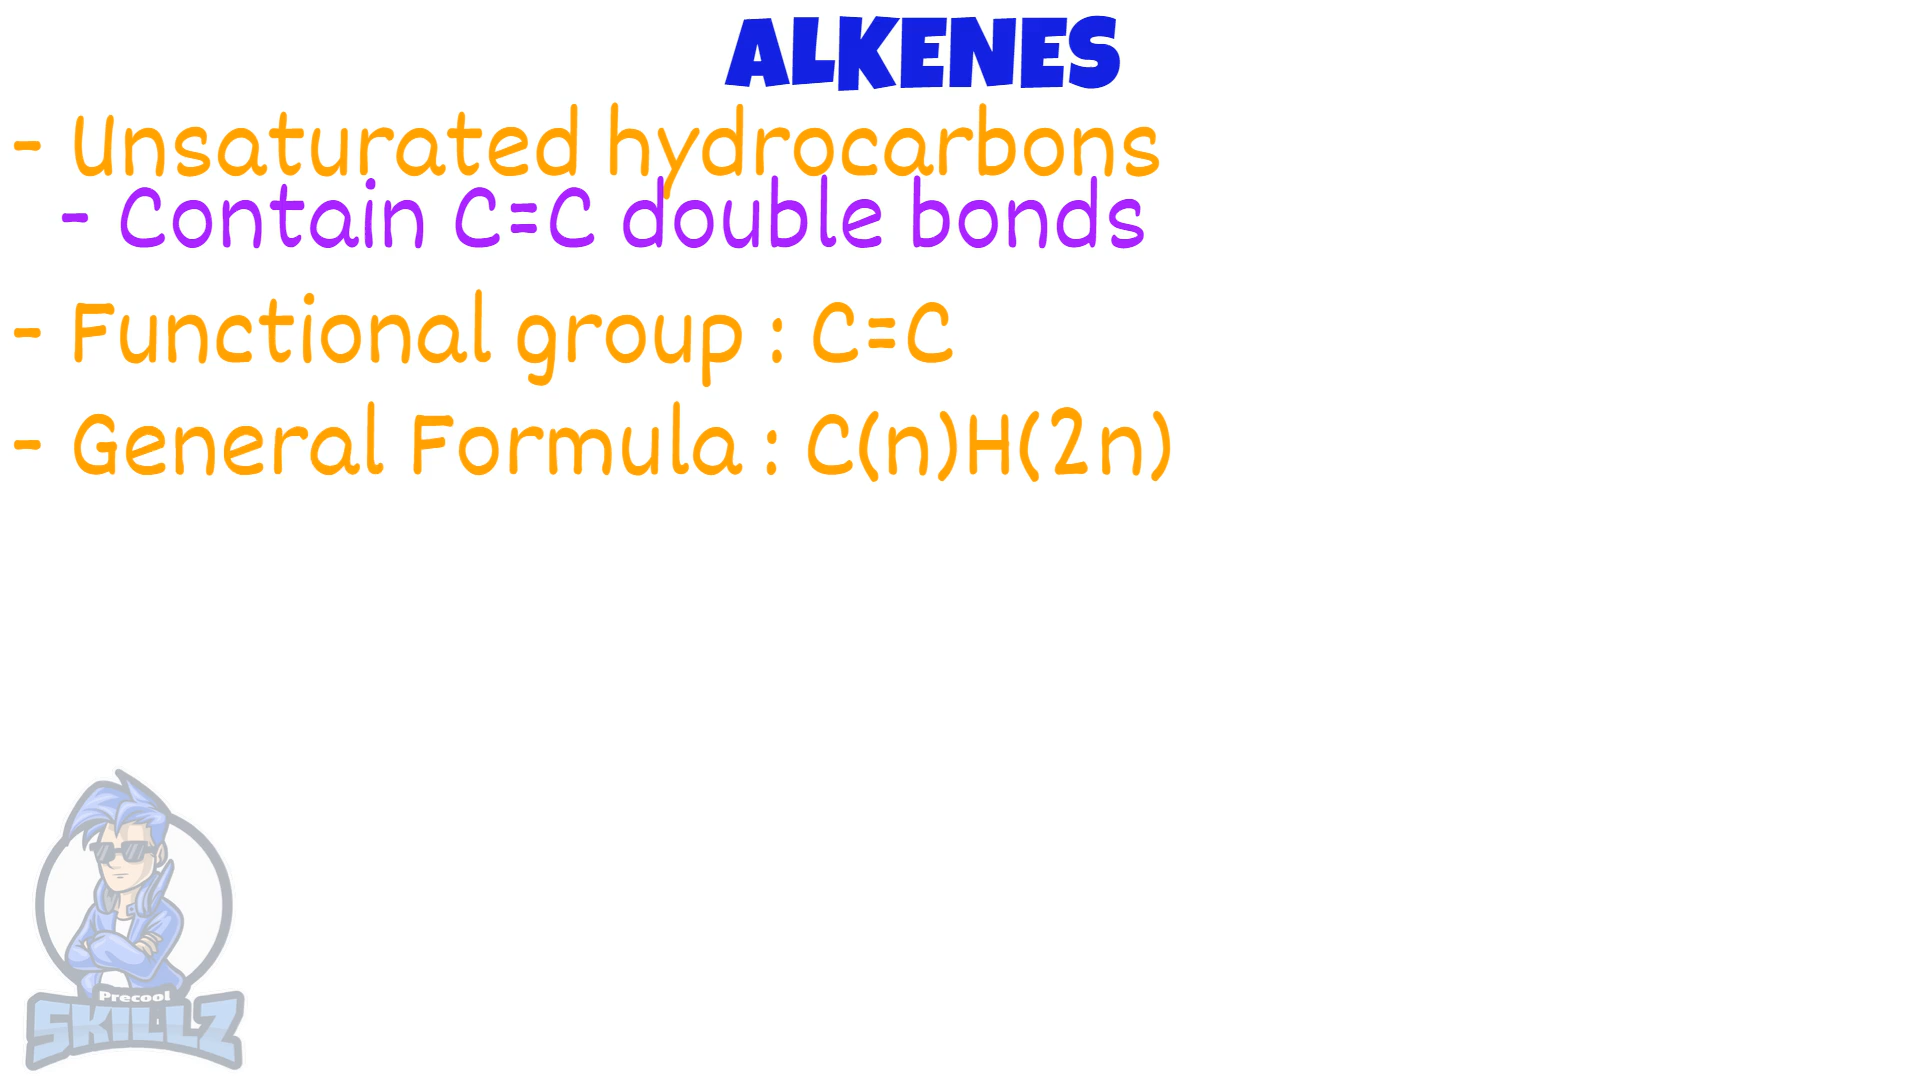 ALKENES
- Unsaturated hydrocarbons
- Contain C=C double bonds
- Functional group : C=C
- General Formula : C(n)H(2n)
Precool
SKILLZ